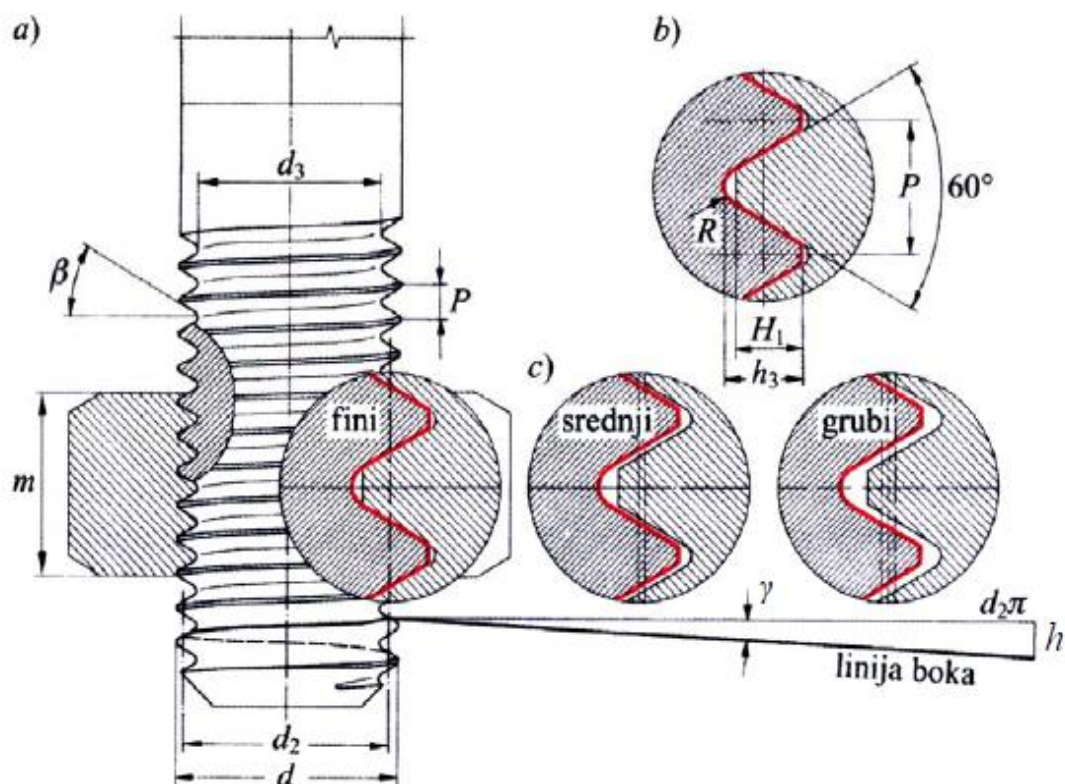 a)
b)
d₃
β
P
P
60°
R
H₁
h₃
c)
fini
srednji
grubi
m
γ
d₂π
h
linija boka
d₂
d